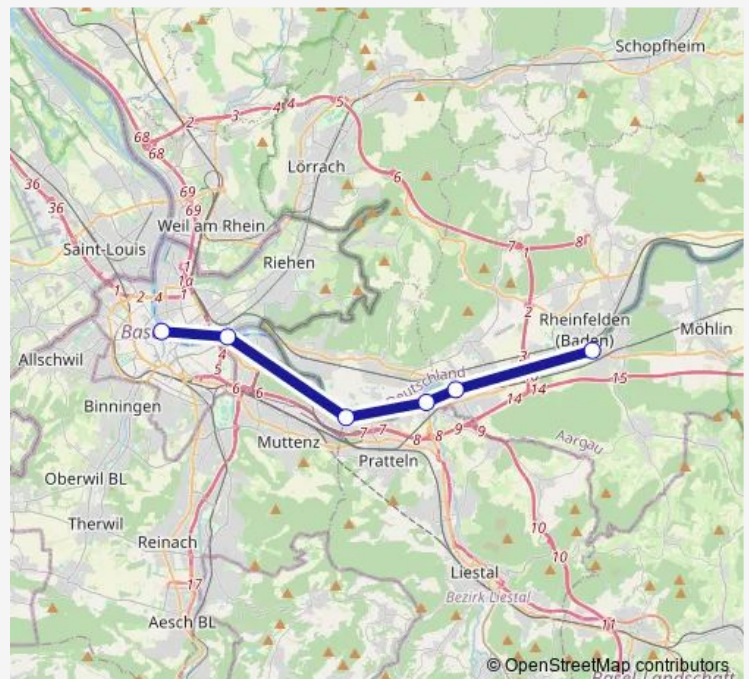 Schopfheim
5
4
4
3
2
68
68
Lörrach
36
36
6
69
69
Weil am Rhein
Saint-Louis
Riehen
7
1
8
1
1a
1
2
4
1
2
Rheinfelden
(Baden)
Möhlin
Bas
3
Allschwil
4
5
6
6
Deutschland
15
14
14
Binningen
7
7
8
8
9
9
Muttenz
Aargau
Pratteln
Oberwil BL
Therwil
10
10
Reinach
Liestal
17
Bezirk Liestal
Aesch BL
11
© OpenStreetMap contributors
Basel-Landschaft